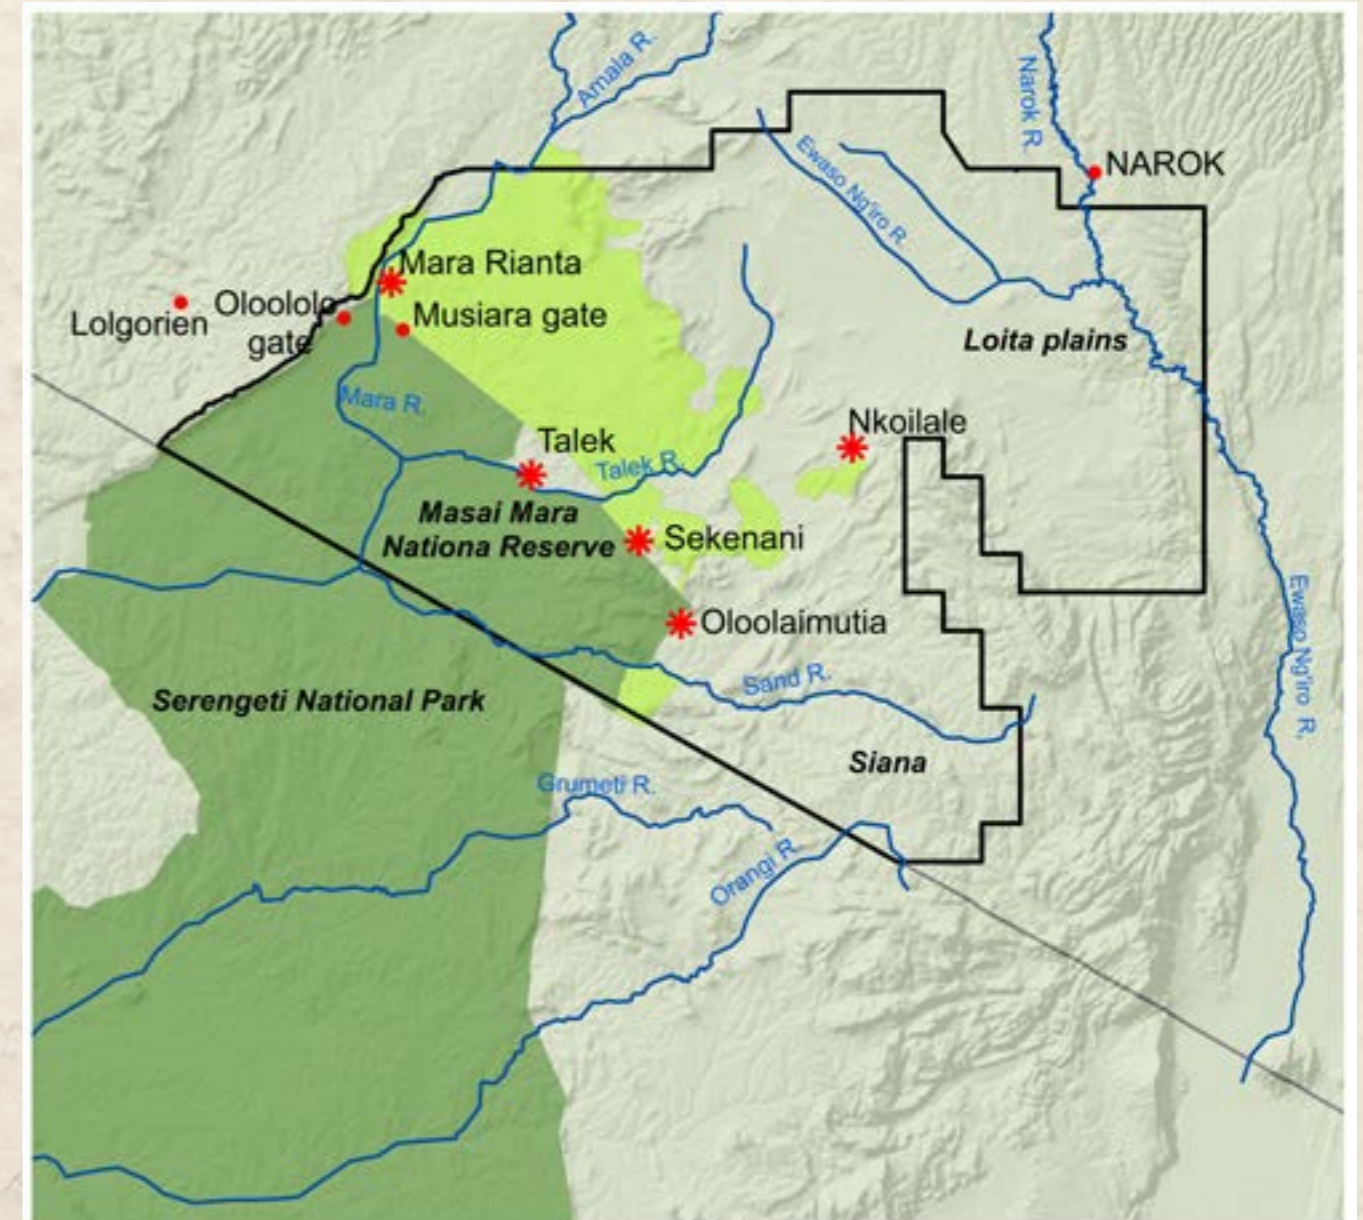 Amala R.
Narok R.
NAROK
Ewaso Ng'iro R.
Mara Rianta
Lolgorien
Oloololo
gate
Musiara gate
Loita plains
Mara R.
Nkoilale
Talek
Talek R.
Masai Mara
Nationa Reserve
Sekenani
Oloolaimutia
Ewaso Ng'iro R.
Sand R.
Serengeti National Park
Siana
Grumeti R.
Orangi R.